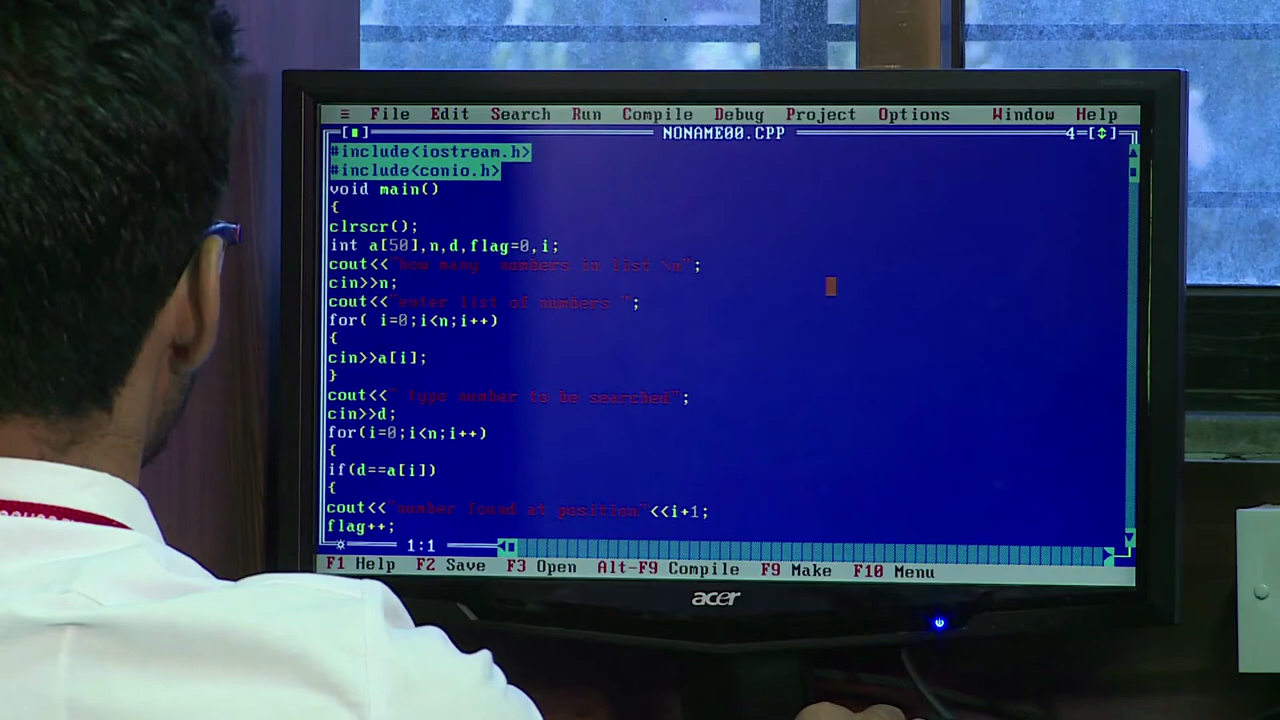 ≡ File Edit Search Run Compile Debug Project Options Window Help
[■] NONAME00.CPP 4=[↕]
#include<iostream.h>
#include<conio.h>
void main()
{
clrscr();
int a[50],n,d,flag=0,i;
cout<<"how many  numbers in list \n";
cin>>n;
cout<<"enter list of numbers ";
for( i=0;i<n;i++)
{
cin>>a[i];
}
cout<<" type number to be searched";
cin>>d;
for(i=0;i<n;i++)
{
if(d==a[i])
{
cout<<"number found at position"<<i+1;
flag++;
1:1
F1 Help F2 Save F3 Open Alt-F9 Compile F9 Make F10 Menu
acer